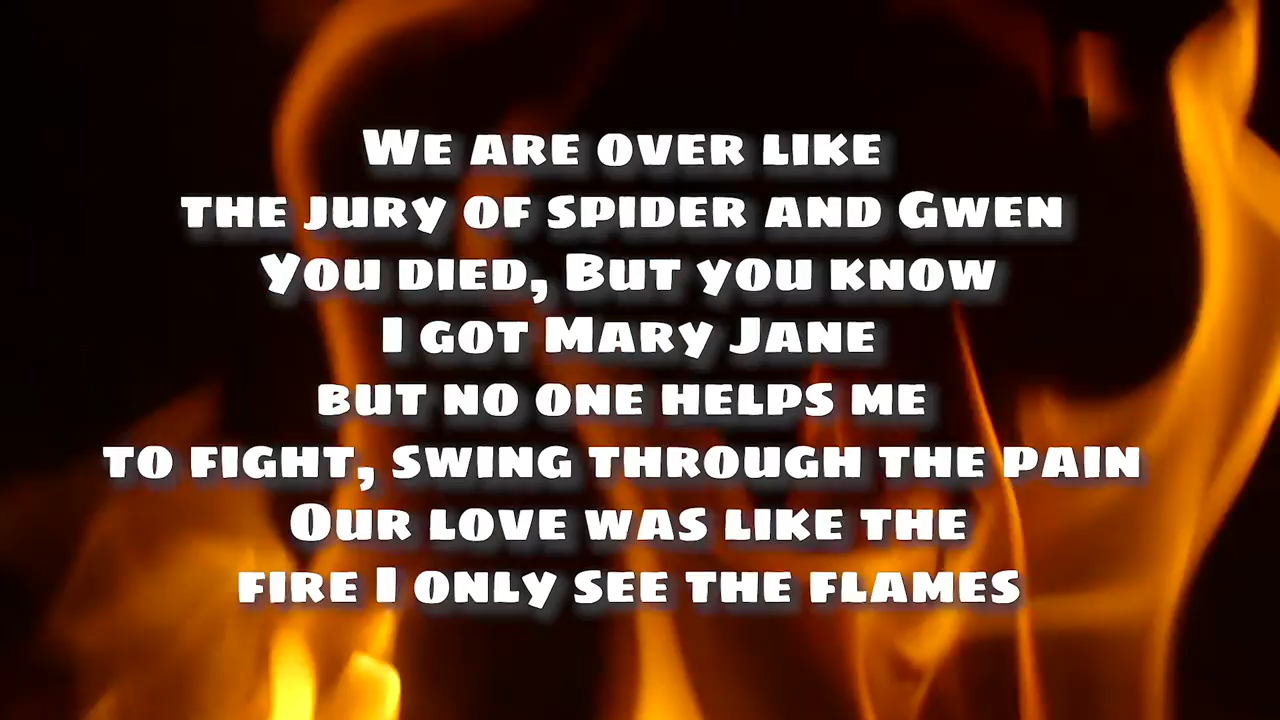 We are over like
the jury of spider and Gwen
You died, But you know
I got Mary Jane
but no one helps me
to fight, swing through the pain
Our love was like the
fire I only see the flames